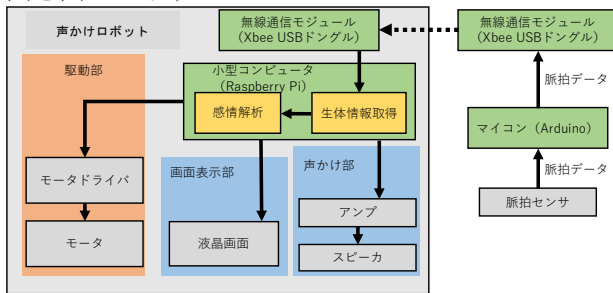 声かけロボット
無線通信モジュール
(Xbee USBドングル)
無線通信モジュール
(Xbee USBドングル)
駆動部
小型コンピュータ
(Raspberry Pi)
感情解析
生体情報取得
脈拍データ
マイコン（Arduino）
脈拍データ
脈拍センサ
モータドライバ
モータ
画面表示部
液晶画面
声かけ部
アンプ
スピーカ